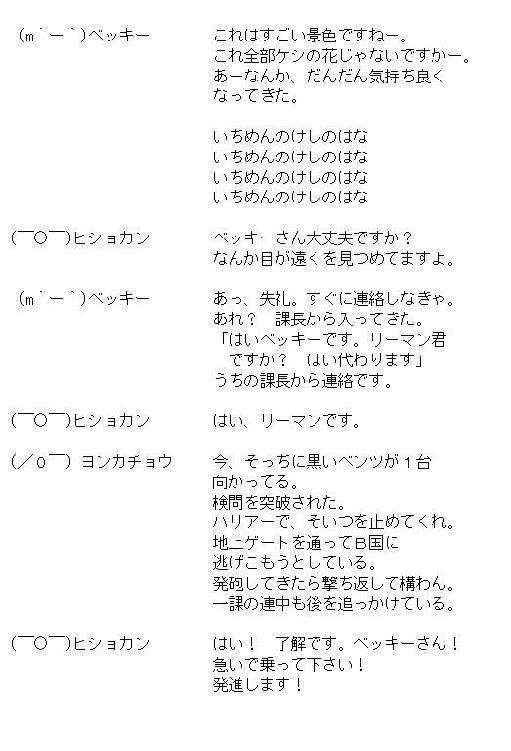 (m｀ー´)ベッキー　これはすごい景色ですねー。
これ全部ケシの花じゃないですかー。
あーなんか、だんだん気持ち良く
なってきた。
いちめんのけしのはな
いちめんのけしのはな
いちめんのけしのはな
いちめんのけしのはな
(￣○￣)ヒショカン　ベッキーさん大丈夫ですか？
なんか目が遠くを見つめてますよ。
(m｀ー´)ベッキー　あっ、失礼。すぐに連絡しなきゃ。
あれ？　課長から入ってきた。
「はいベッキーです。リーマン君
ですか？　はい代わります」
うちの課長から連絡です。
(￣○￣)ヒショカン　はい、リーマンです。
(／０￣) ヨンカチョウ　今、そっちに黒いベンツが１台
向かってる。
検問を突破された。
ハリアーで、そいつを止めてくれ。
地上ゲートを通ってＢ国に
逃げこもうとしている。
発砲してきたら撃ち返して構わん。
一課の連中も後を追っかけている。
(￣○￣)ヒショカン　はい！　了解です。ベッキーさん！
急いで乗って下さい！
発進します！